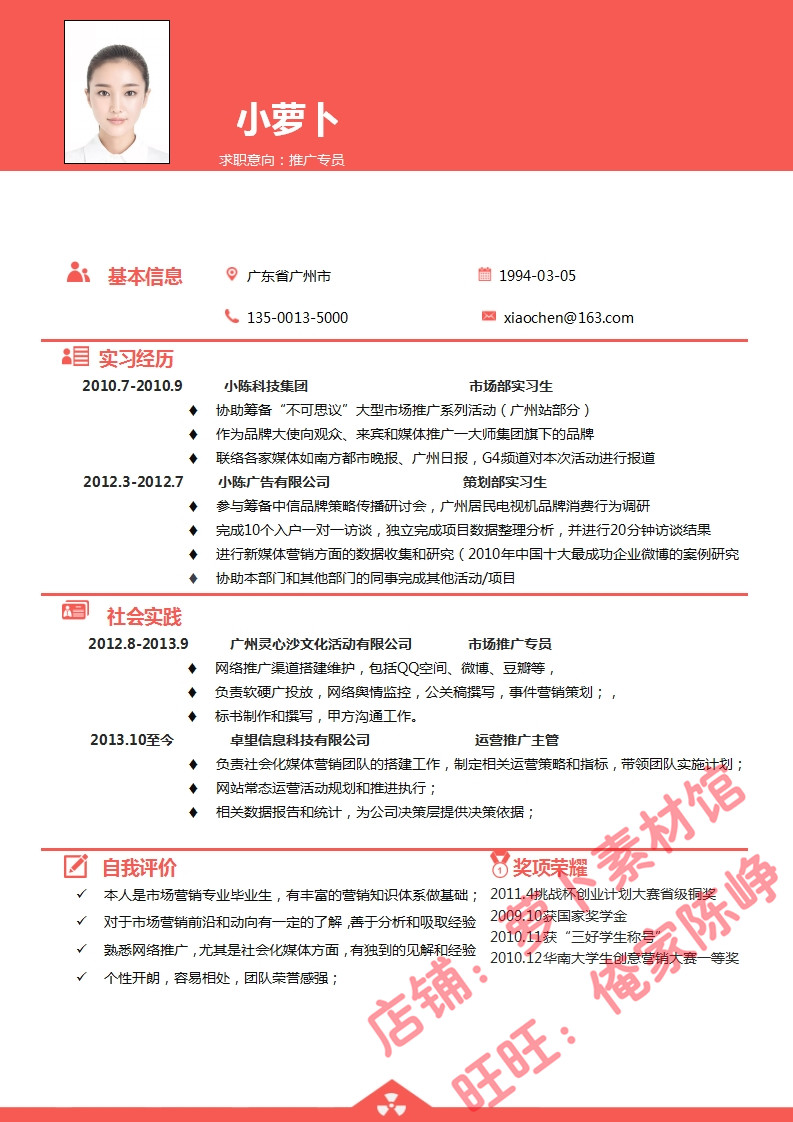 小萝卜
求职意向：推广专员
基本信息
广东省广州市
1994-03-05
135-0013-5000
xiaochen@163.com
实习经历
2010.7-2010.9 小陈科技集团 市场部实习生
♦ 协助筹备“不可思议”大型市场推广系列活动（广州站部分）
♦ 作为品牌大使向观众、来宾和媒体推广一大师集团旗下的品牌
♦ 联络各家媒体如南方都市晚报、广州日报，G4频道对本次活动进行报道
2012.3-2012.7 小陈广告有限公司 策划部实习生
♦ 参与筹备中信品牌策略传播研讨会，广州居民电视机品牌消费行为调研
♦ 完成10个入户一对一访谈，独立完成项目数据整理分析，并进行20分钟访谈结果
♦ 进行新媒体营销方面的数据收集和研究（2010年中国十大最成功企业微博的案例研究
♦ 协助本部门和其他部门的同事完成其他活动/项目
社会实践
2012.8-2013.9 广州灵心沙文化活动有限公司 市场推广专员
♦ 网络推广渠道搭建维护，包括QQ空间、微博、豆瓣等，
♦ 负责软硬广投放，网络舆情监控，公关稿撰写，事件营销策划；，
♦ 标书制作和撰写，甲方沟通工作。
2013.10至今 卓望信息科技有限公司 运营推广主管
♦ 负责社会化媒体营销团队的搭建工作，制定相关运营策略和指标，带领团队实施计划；
♦ 网站常态运营活动规划和推进执行；
♦ 相关数据报告和统计，为公司决策层提供决策依据；
自我评价
✓ 本人是市场营销专业毕业生，有丰富的营销知识体系做基础；
✓ 对于市场营销前沿和动向有一定的了解,善于分析和吸取经验
✓ 熟悉网络推广,尤其是社会化媒体方面,有独到的见解和经验
✓ 个性开朗，容易相处，团队荣誉感强；
奖项荣耀
2011.4挑战杯创业计划大赛省级铜奖
2009.10获国家奖学金
2010.11获“三好学生称号”
2010.12华南大学生创意营销大赛一等奖
店铺：萝卜素材馆
旺旺：俺家陈峥